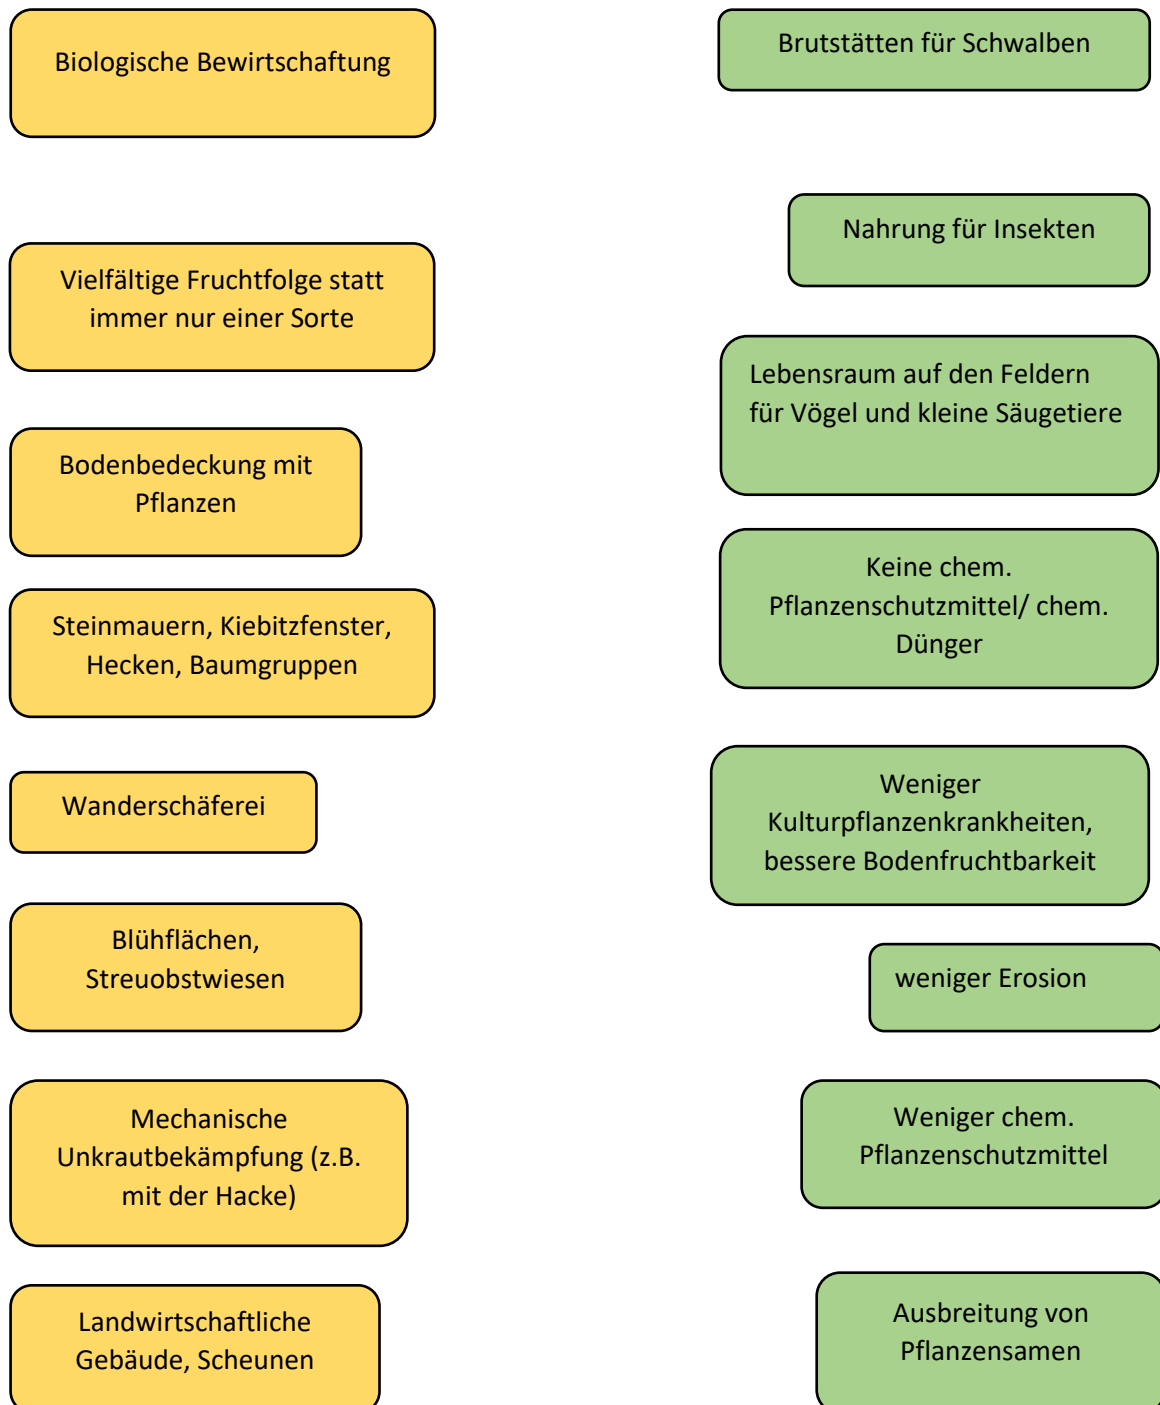 Biologische Bewirtschaftung
Vielfältige Fruchtfolge statt
immer nur einer Sorte
Bodenbedeckung mit
Pflanzen
Steinmauern, Kiebitzfenster,
Hecken, Baumgruppen
Wanderschäferei
Blühflächen,
Streuobstwiesen
Mechanische
Unkrautbekämpfung (z.B.
mit der Hacke)
Landwirtschaftliche
Gebäude, Scheunen
Brutstätten für Schwalben
Nahrung für Insekten
Lebensraum auf den Feldern
für Vögel und kleine Säugetiere
Keine chem.
Pflanzenschutzmittel/ chem.
Dünger
Weniger
Kulturpflanzenkrankheiten,
bessere Bodenfruchtbarkeit
weniger Erosion
Weniger chem.
Pflanzenschutzmittel
Ausbreitung von
Pflanzensamen